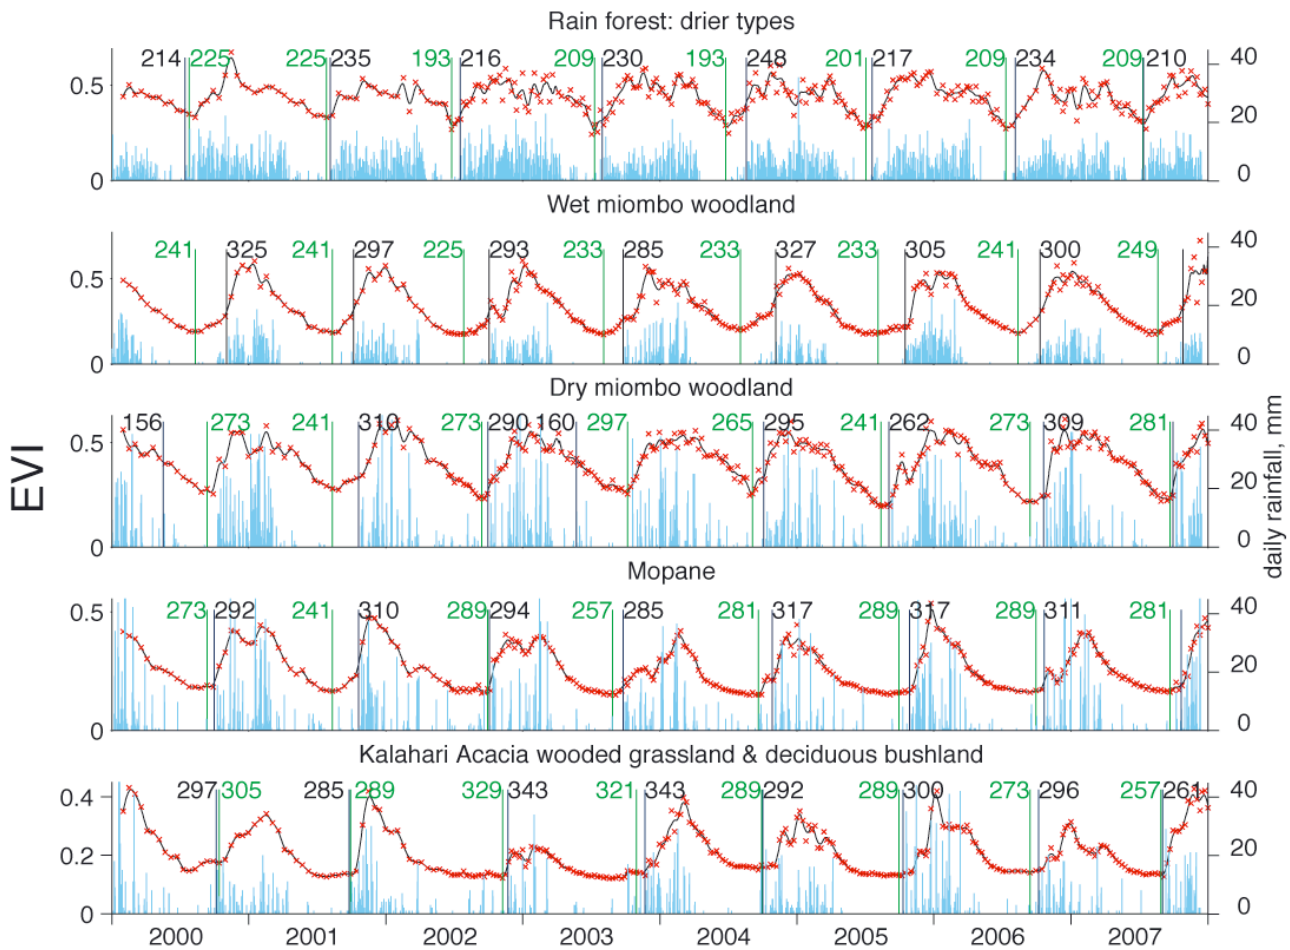 Rain forest: drier types
214 225 225 235 193 216 209 230 193 248 201 217 209 234 209 210 40
0.5
20
0 0
Wet miombo woodland
241 325 241 297 225 293 233 285 233 327 233 305 241 300 249 40
0.5
20
0 0
Dry miombo woodland
156 273 241 310 273 290 160 297 265 295 241 262 273 309 281 40
0.5
20
0 0
Mopane
273 292 241 310 289 294 257 285 281 317 289 317 289 311 281 40
0.5
20
0 0
Kalahari Acacia wooded grassland & deciduous bushland
297 305 285 289 329 343 321 343 289 292 289 300 273 296 257 261 40
0.4
0.2 20
0 0
2000 2001 2002 2003 2004 2005 2006 2007
EVI
daily rainfall, mm